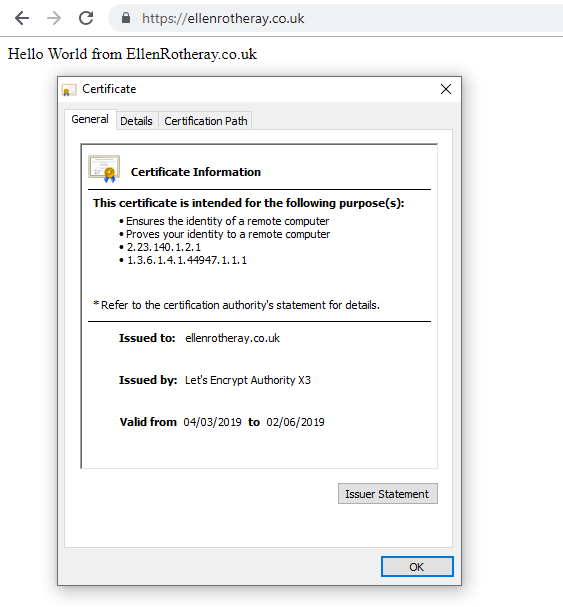 https://ellenrotheray.co.uk
Hello World from EllenRotheray.co.uk
Certificate
General Details Certification Path
Certificate Information
This certificate is intended for the following purpose(s):
• Ensures the identity of a remote computer
• Proves your identity to a remote computer
• 2.23.140.1.2.1
• 1.3.6.1.4.1.44947.1.1.1
* Refer to the certification authority's statement for details.
Issued to: ellenrotheray.co.uk
Issued by: Let's Encrypt Authority X3
Valid from 04/03/2019 to 02/06/2019
Issuer Statement
OK